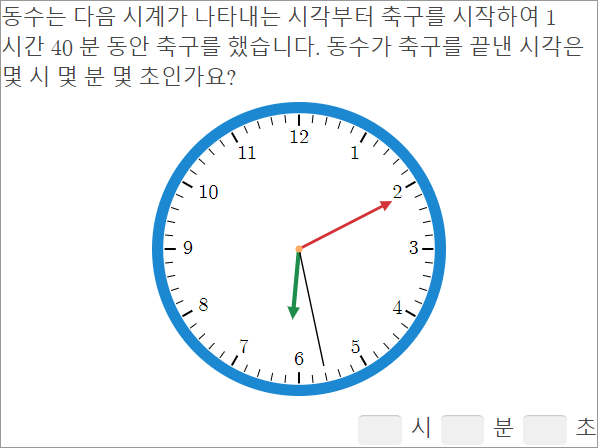 동수는 다음 시계가 나타내는 시각부터 축구를 시작하여 1
시간 40 분 동안 축구를 했습니다. 동수가 축구를 끝낸 시각은
몇 시 몇 분 몇 초인가요?
12
11 1
10 2
9 3
8 4
7 5
6
시 분 초